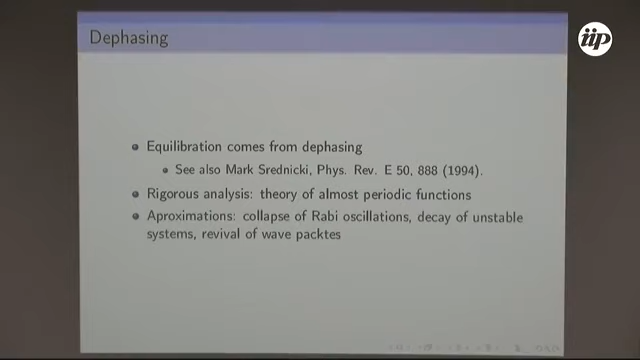 Dephasing
iip
Equilibration comes from dephasing
See also Mark Srednicki, Phys. Rev. E 50, 888 (1994).
Rigorous analysis: theory of almost periodic functions
Aproximations: collapse of Rabi oscillations, decay of unstable
systems, revival of wave packtes